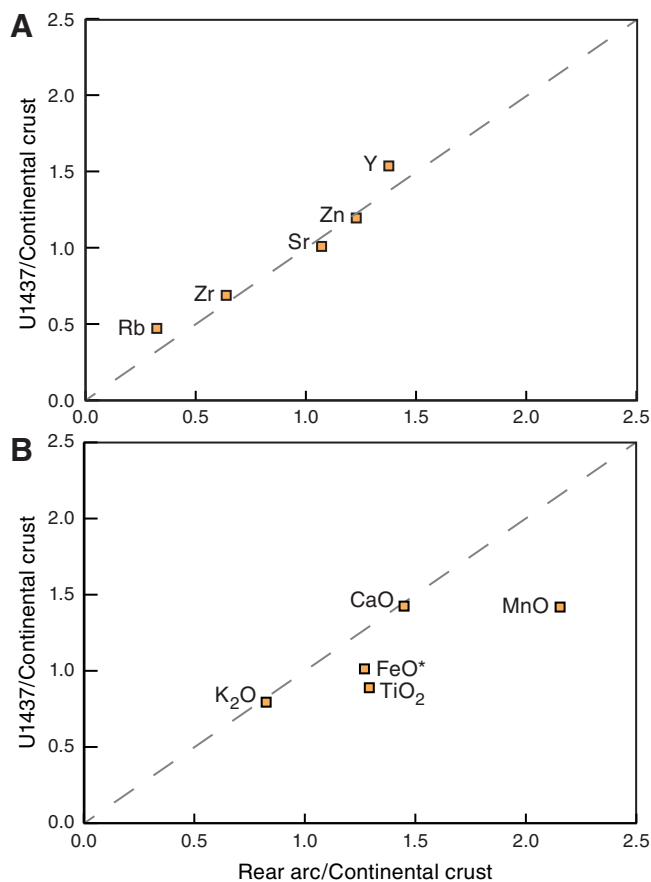 A
2.5
2.0
1.5
1.0
0.5
0.0
U1437/Continental crust
Y
Zn
Sr
Zr
Rb
0.0 0.5 1.0 1.5 2.0 2.5
B
2.5
2.0
1.5
1.0
0.5
0.0
U1437/Continental crust
CaO
MnO
FeO*
TiO₂
K₂O
0.0 0.5 1.0 1.5 2.0 2.5
Rear arc/Continental crust